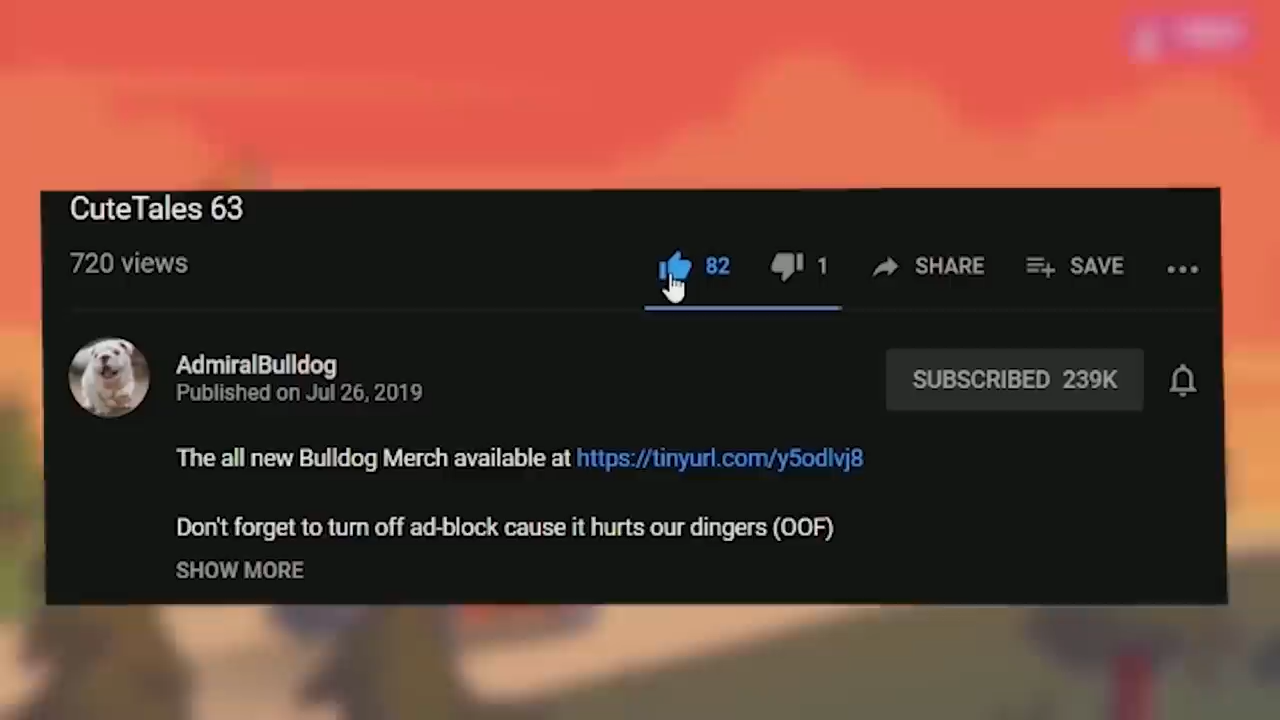 CuteTales 63
720 views
82 1 SHARE SAVE
AdmiralBulldog
Published on Jul 26, 2019
SUBSCRIBED 239K
The all new Bulldog Merch available at https://tinyurl.com/y5odlvj8
Don't forget to turn off ad-block cause it hurts our dingers (OOF)
SHOW MORE